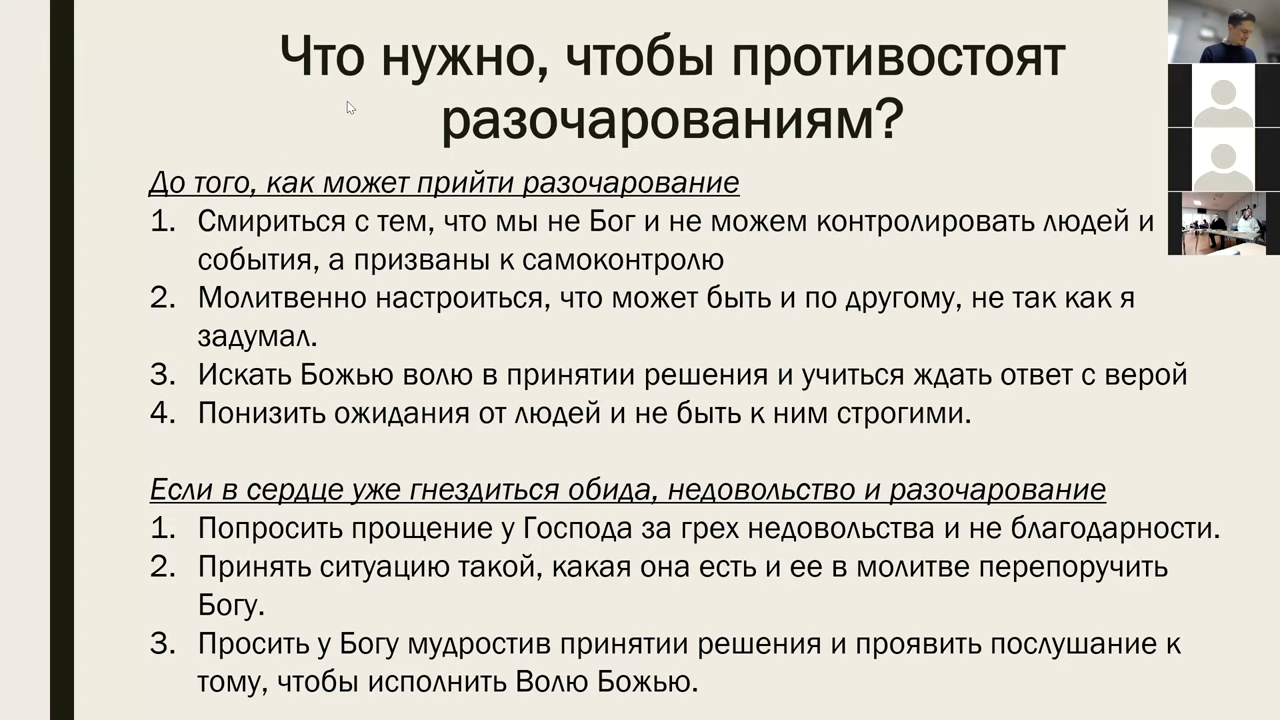 Что нужно, чтобы противостоят
разочарованиям?
До того, как может прийти разочарование
1. Смириться с тем, что мы не Бог и не можем контролировать людей и
события, а призваны к самоконтролю
2. Молитвенно настроиться, что может быть и по другому, не так как я
задумал.
3. Искать Божью волю в принятии решения и учиться ждать ответ с верой
4. Понизить ожидания от людей и не быть к ним строгими.
Если в сердце уже гнездиться обида, недовольство и разочарование
1. Попросить прощение у Господа за грех недовольства и не благодарности.
2. Принять ситуацию такой, какая она есть и ее в молитве перепоручить
Богу.
3. Просить у Богу мудростив принятии решения и проявить послушание к
тому, чтобы исполнить Волю Божью.